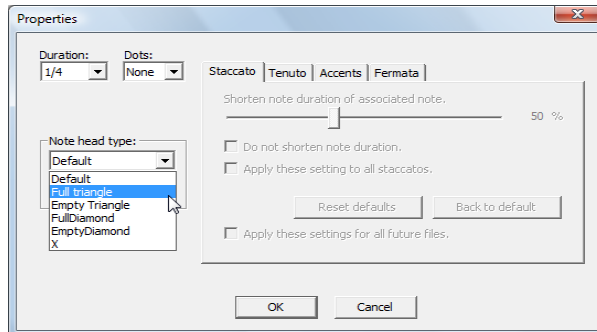 Properties
Duration: Dots:
1/4 None
Staccato Tenuto Accents Fermata
Shorten note duration of associated note.
50 %
Do not shorten note duration.
Apply these setting to all staccatos.
Reset defaults Back to default
Apply these settings for all future files.
Note head type:
Default
Default
Full triangle
Empty Triangle
FullDiamond
EmptyDiamond
X
OK Cancel